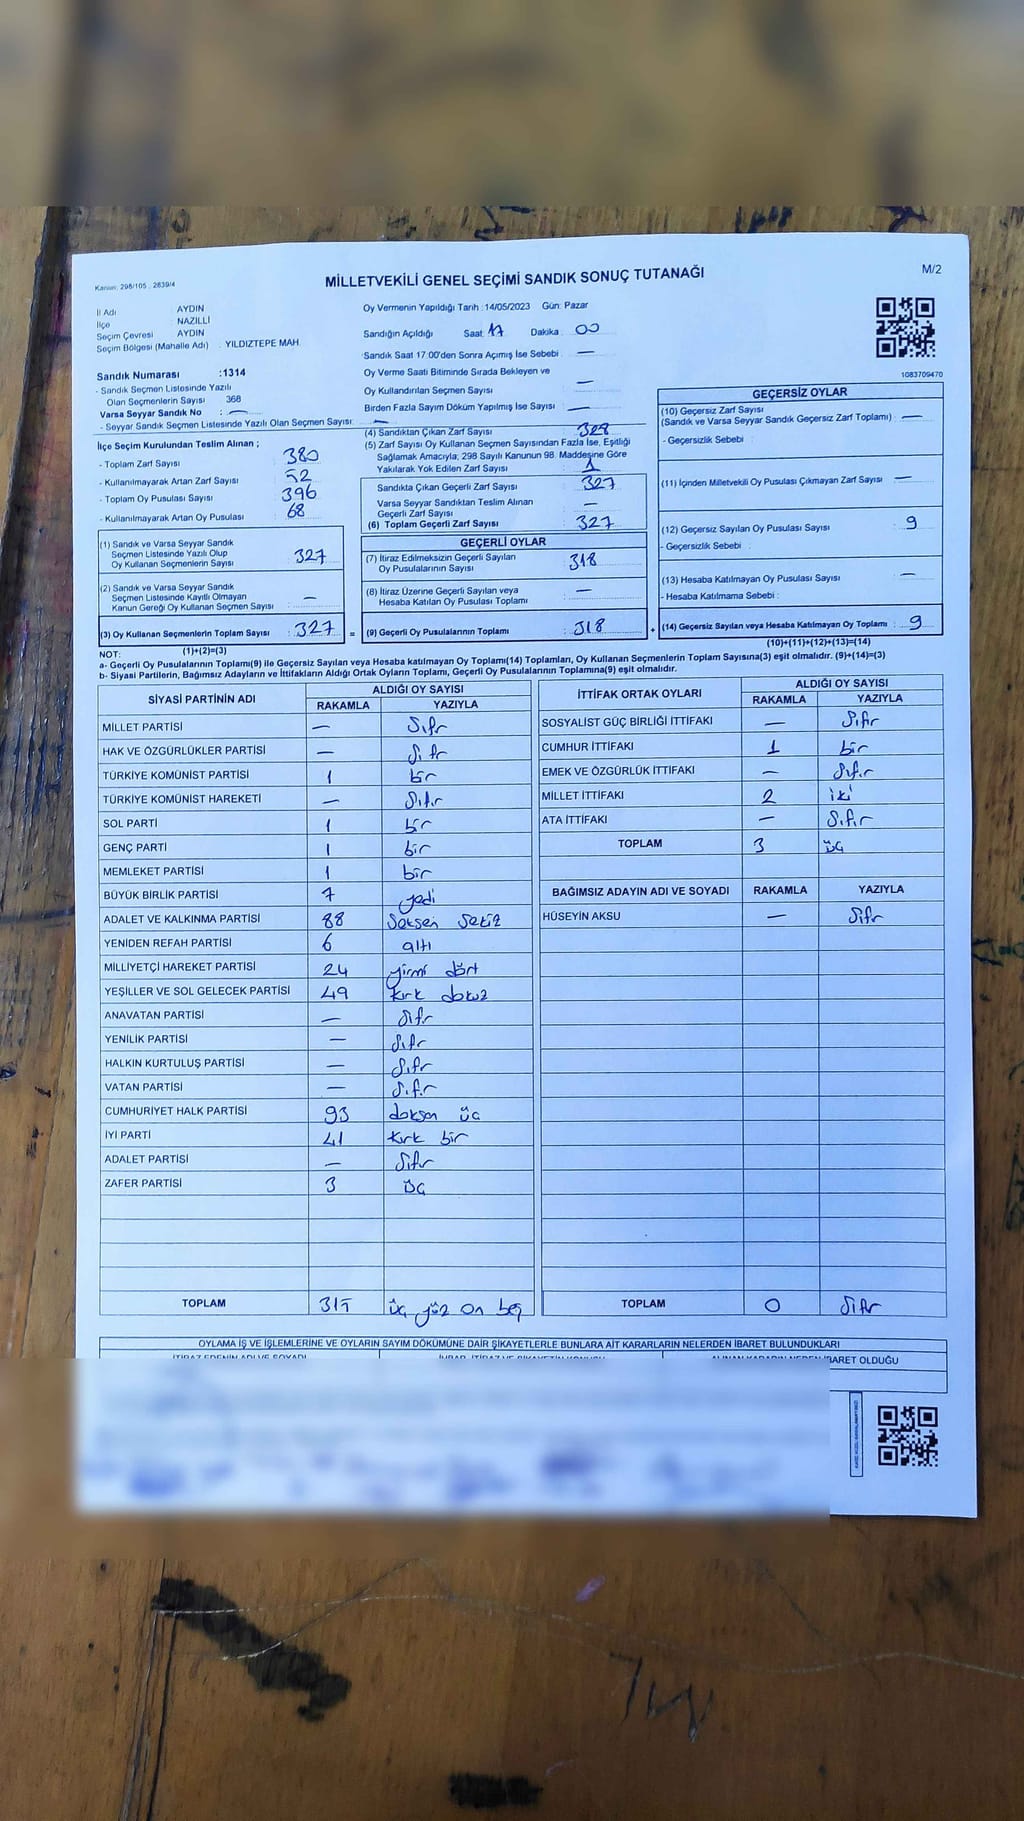 Kanun: 298/105 , 2839/4
MİLLETVEKİLİ GENEL SEÇİMİ SANDIK SONUÇ TUTANAĞI
M/2
İl Adı AYDIN
İlçe NAZİLLİ
Seçim Çevresi AYDIN
Seçim Bölgesi (Mahalle Adı) : YILDIZTEPE MAH.
Sandık Numarası :1314
- Sandık Seçmen Listesinde Yazılı
Olan Seçmenlerin Sayısı 368
Varsa Seyyar Sandık No : —
- Seyyar Sandık Seçmen Listesinde Yazılı Olan Seçmen Sayısı: —
Oy Vermenin Yapıldığı Tarih : 14/05/2023 Gün: Pazar
Sandığın Açıldığı Saat 17 Dakika : 00
Sandık Saat 17:00'den Sonra Açımış İse Sebebi : —
Oy Verme Saati Bitiminde Sırada Bekleyen ve
Oy Kullandırılan Seçmen Sayısı : —
Birden Fazla Sayım Döküm Yapılmış İse Sayısı : —
1083709470
İlçe Seçim Kurulundan Teslim Alınan ;
- Toplam Zarf Sayısı : 380
- Kullanılmayarak Artan Zarf Sayısı : 52
- Toplam Oy Pusulası Sayısı : 396
- Kullanılmayarak Artan Oy Pusulası : 68
(1) Sandık ve Varsa Seyyar Sandık
Seçmen Listesinde Yazılı Olup
Oy Kullanan Seçmenlerin Sayısı : 327
(2) Sandık ve Varsa Seyyar Sandık
Seçmen Listesinde Kayıtlı Olmayan
Kanun Gereği Oy Kullanan Seçmen Sayısı : —
(3) Oy Kullanan Seçmenlerin Toplam Sayısı : 327 =
(1)+(2)=(3)
(4) Sandıktan Çıkan Zarf Sayısı : 328
(5) Zarf Sayısı Oy Kullanan Seçmen Sayısından Fazla İse, Eşitliği
Sağlamak Amacıyla; 298 Sayılı Kanunun 98. Maddesine Göre
Yakılarak Yok Edilen Zarf Sayısı : 1
Sandıkta Çıkan Geçerli Zarf Sayısı : 327
Varsa Seyyar Sandıktan Teslim Alınan
Geçerli Zarf Sayısı : —
(6) Toplam Geçerli Zarf Sayısı : 327
GEÇERLİ OYLAR
(7) İtiraz Edilmeksizin Geçerli Sayılan
Oy Pusulalarının Sayısı : 318
(8) İtiraz Üzerine Geçerli Sayılan veya
Hesaba Katılan Oy Pusulası Toplamı : —
(9) Geçerli Oy Pusulalarının Toplamı : 318 +
GEÇERSİZ OYLAR
(10) Geçersiz Zarf Sayısı
(Sandık ve Varsa Seyyar Sandık Geçersiz Zarf Toplamı) : —
- Geçersizlik Sebebi :
(11) İçinden Milletvekili Oy Pusulası Çıkmayan Zarf Sayısı : —
(12) Geçersiz Sayılan Oy Pusulası Sayısı : 9
- Geçersizlik Sebebi :
(13) Hesaba Katılmayan Oy Pusulası Sayısı : —
- Hesaba Katılmama Sebebi :
(14) Geçersiz Sayılan veya Hesaba Katılmayan Oy Toplamı : 9
(10)+(11)+(12)+(13)=(14)
NOT:
a- Geçerli Oy Pusulalarının Toplamı(9) ile Geçersiz Sayılan veya Hesaba katılmayan Oy Toplamı(14) Toplamları, Oy Kullanan Seçmenlerin Toplam Sayısına(3) eşit olmalıdır. (9)+(14)=(3)
b- Siyasi Partilerin, Bağımsız Adayların ve İttifakların Aldığı Ortak Oyların Toplamı, Geçerli Oy Pusulalarının Toplamına(9) eşit olmalıdır.
SİYASİ PARTİNİN ADI ALDIĞI OY SAYISI
RAKAMLA YAZIYLA
MİLLET PARTİSİ — Sıfır
HAK VE ÖZGÜRLÜKLER PARTİSİ — Sıfır
TÜRKİYE KOMÜNİST PARTİSİ 1 bir
TÜRKİYE KOMÜNİST HAREKETİ — Sıfır
SOL PARTİ 1 bir
GENÇ PARTİ 1 bir
MEMLEKET PARTİSİ 1 bir
BÜYÜK BİRLİK PARTİSİ 7 yedi
ADALET VE KALKINMA PARTİSİ 88 Seksen Sekiz
YENİDEN REFAH PARTİSİ 6 altı
MİLLİYETÇİ HAREKET PARTİSİ 24 yirmi dört
YEŞİLLER VE SOL GELECEK PARTİSİ 49 kırk dokuz
ANAVATAN PARTİSİ — Sıfır
YENİLİK PARTİSİ — Sıfır
HALKIN KURTULUŞ PARTİSİ — Sıfır
VATAN PARTİSİ — Sıfır
CUMHURİYET HALK PARTİSİ 93 doksan üç
İYİ PARTİ 41 kırk bir
ADALET PARTİSİ — Sıfır
ZAFER PARTİSİ 3 üç
TOPLAM 315 üç yüz on beş
İTTİFAK ORTAK OYLARI ALDIĞI OY SAYISI
RAKAMLA YAZIYLA
SOSYALİST GÜÇ BİRLİĞİ İTTİFAKI — Sıfır
CUMHUR İTTİFAKI 1 bir
EMEK VE ÖZGÜRLÜK İTTİFAKI — Sıfır
MİLLET İTTİFAKI 2 iki
ATA İTTİFAKI — Sıfır
TOPLAM 3 üç
BAĞIMSIZ ADAYIN ADI VE SOYADI RAKAMLA YAZIYLA
HÜSEYİN AKSU — Sıfır
TOPLAM 0 Sıfır
OYLAMA İŞ VE İŞLEMLERİNE VE OYLARIN SAYIM DÖKÜMÜNE DAİR ŞİKAYETLERLE BUNLARA AİT KARARLARIN NELERDEN İBARET BULUNDUKLARI
İTİRAZ EDENİN ADI VE SOYADI
ALINAN KARARIN NEDEN İBARET OLDUĞU